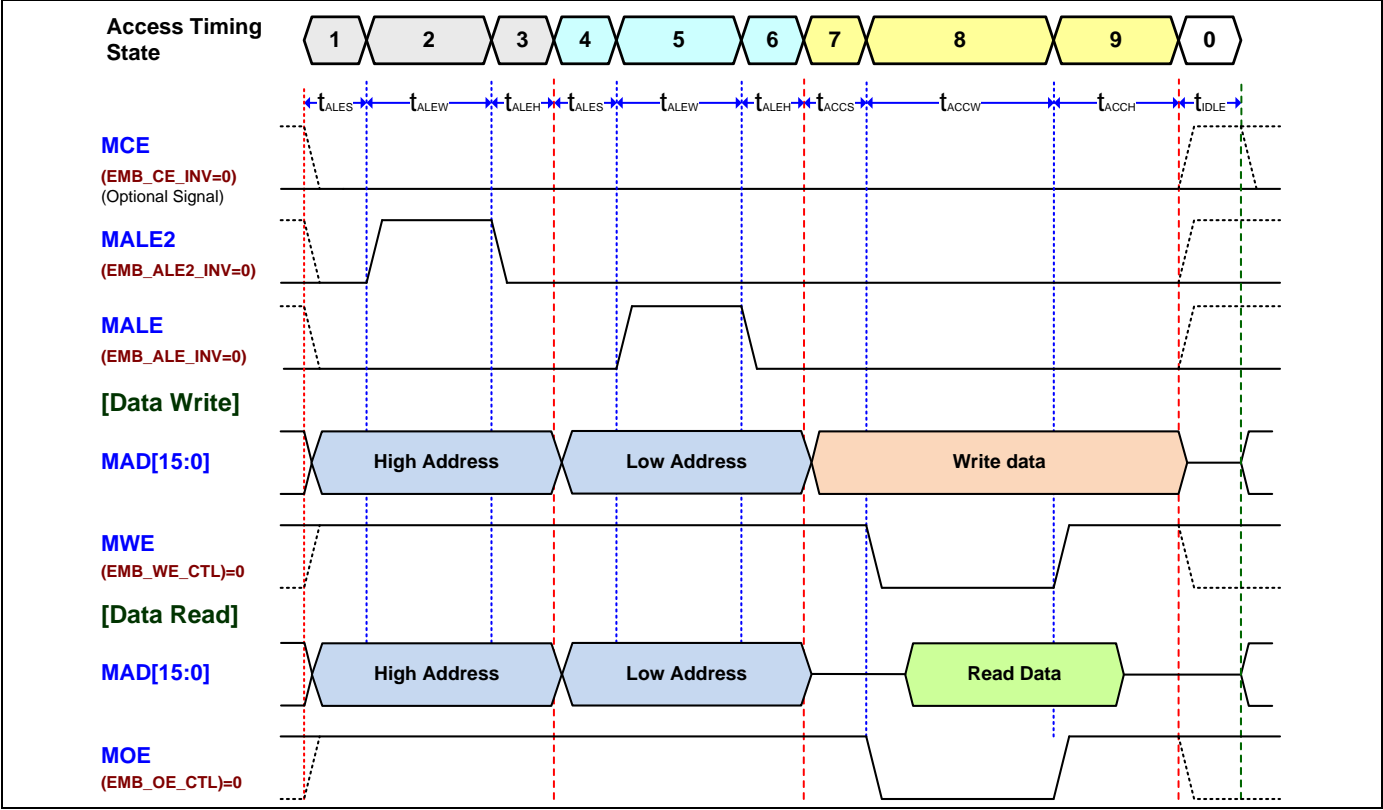 Access Timing
State
1 2 3 4 5 6 7 8 9 0
tALES tALEW tALEH tALES tALEW tALEH tACCS tACCW tACCH tIDLE
MCE
(EMB_CE_INV=0)
(Optional Signal)
MALE2
(EMB_ALE2_INV=0)
MALE
(EMB_ALE_INV=0)
[Data Write]
MAD[15:0] High Address Low Address Write data
MWE
(EMB_WE_CTL)=0
[Data Read]
MAD[15:0] High Address Low Address Read Data
MOE
(EMB_OE_CTL)=0